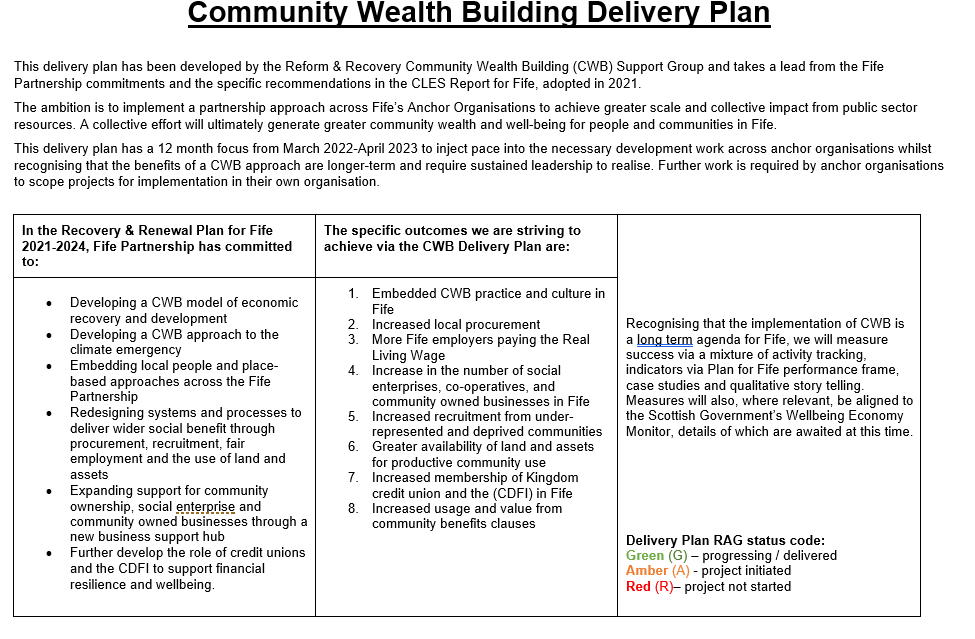 Community Wealth Building Delivery Plan
This delivery plan has been developed by the Reform & Recovery Community Wealth Building (CWB) Support Group and takes a lead from the Fife
Partnership commitments and the specific recommendations in the CLES Report for Fife, adopted in 2021.
The ambition is to implement a partnership approach across FIfe's Anchor Organisations to achieve greater scale and collective impact from public sector
resources. A collective effort will ultimately generate greater community wealth and well-being for people and communities in Fife.
This delivery plan has a 12 month focus from March 2022-April 2023 to inject pace into the necessary development work across anchor organisations whilst
recognising that the benefits of a CWB approach are longer-term and require sustained leadership to realise. Further work is required by anchor organisations
to scope projects for implementation in their own organisation.
In the Recovery & Renewal Plan for Fife
2021-2024, Fife Partnership has committed
to:
• Developing a CWB model of economic
recovery and development
• Developing a CWB approach to the
climate emergency
• Embedding local people and place-
based approaches across the Fife
Partnership
• Redesigning systems and processes to
deliver wider social benefit through
procurement, recruitment, fair
employment and the use of land and
assets
• Expanding support for community
ownership, social enterprise and
community owned businesses through a
new business support hub
• Further develop the role of credit unions
and the CDFI to support financial
resilience and wellbeing.
The specific outcomes we are striving to
achieve via the CWB Delivery Plan are:
1. Embedded CWB practice and culture in
Fife
2. Increased local procurement
3. More Fife employers paying the Real
Living Wage
4. Increase in the number of social
enterprises, co-operatives, and
community owned businesses in Fife
5. Increased recruitment from under-
represented and deprived communities
6. Greater availability of land and assets
for productive community use
7. Increased membership of Kingdom
credit union and the (CDFI) in Fife
8. Increased usage and value from
community benefits clauses
Recognising that the implementation of CWB is
a long term agenda for Fife, we will measure
success via a mixture of activity tracking,
indicators via Plan for Fife performance frame,
case studies and qualitative story telling.
Measures will also, where relevant, be aligned to
the Scottish Government's Wellbeing Economy
Monitor, details of which are awaited at this time.
Delivery Plan RAG status code:
Green (G) – progressing / delivered
Amber (A) - project initiated
Red (R)– project not started